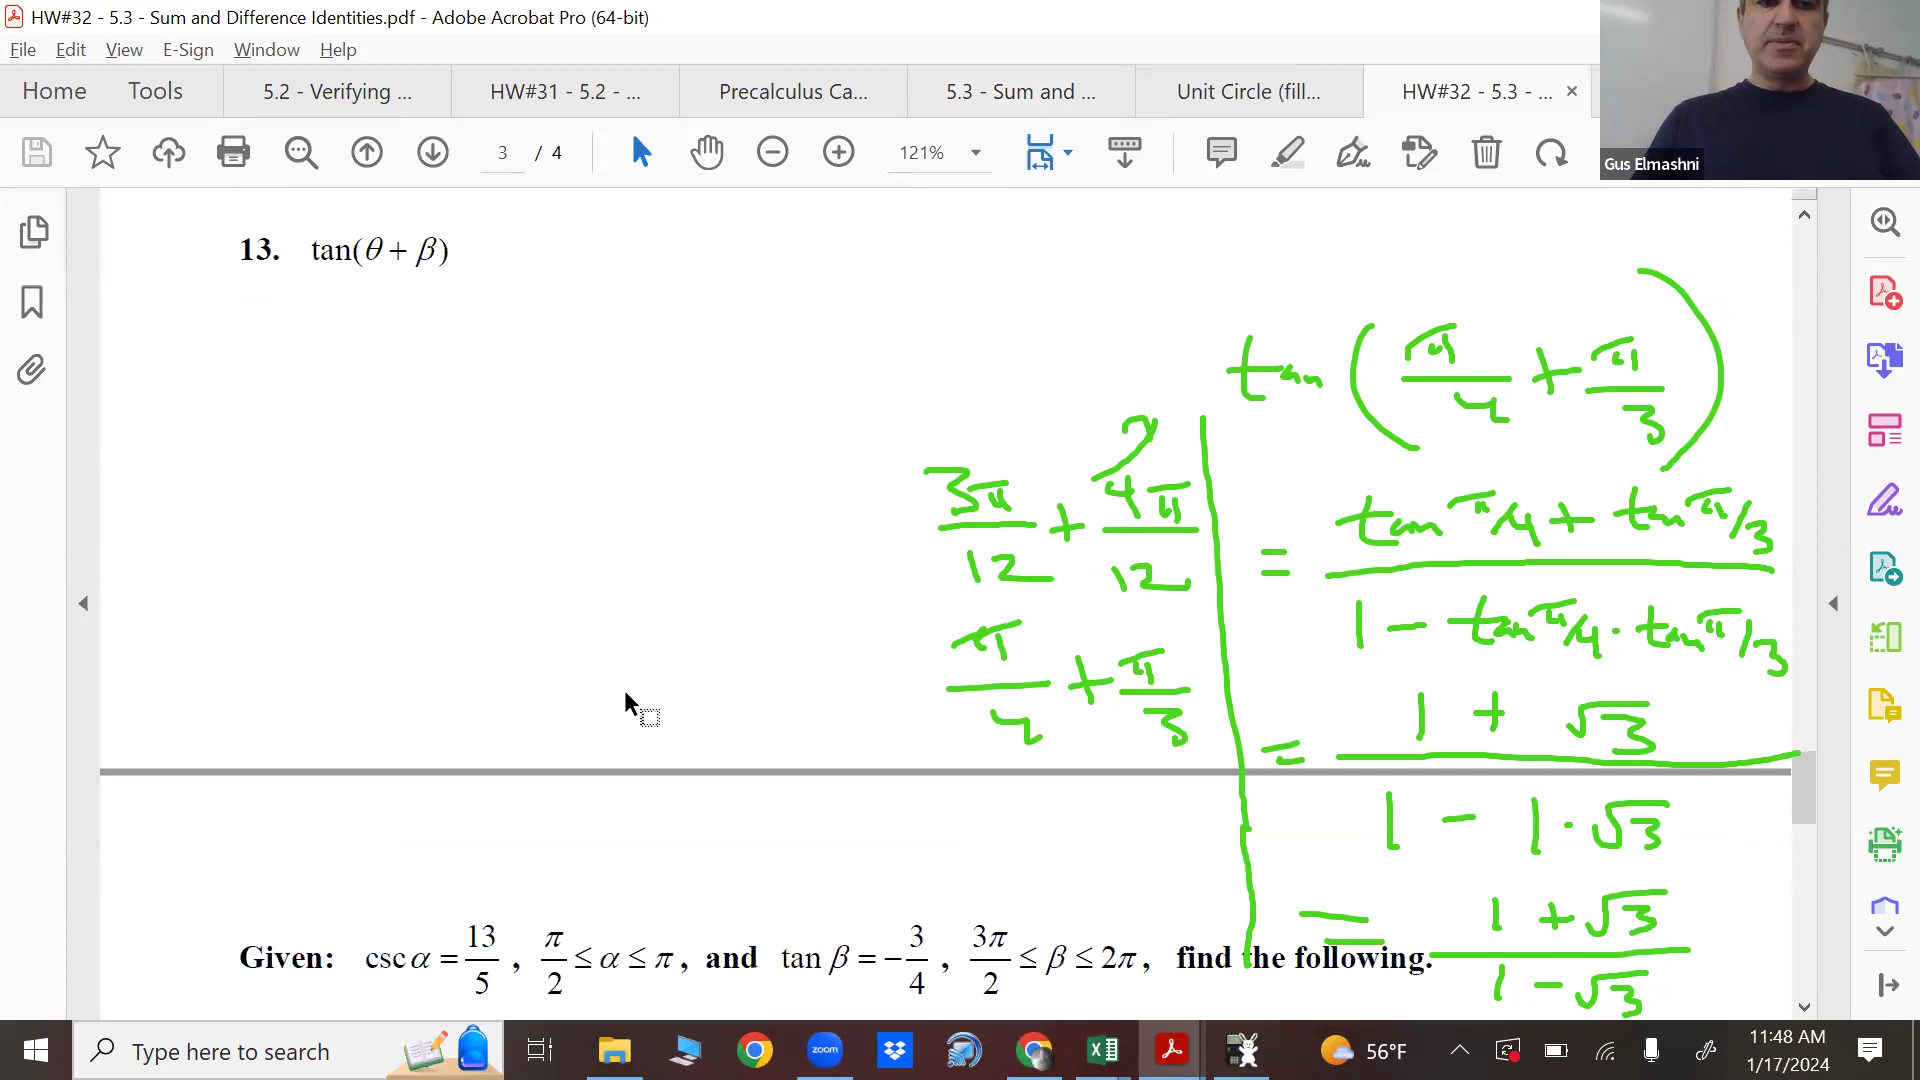 HW#32 - 5.3 - Sum and Difference Identities.pdf - Adobe Acrobat Pro (64-bit)
File Edit View E-Sign Window Help
Home Tools 5.2 - Verifying ... HW#31 - 5.2 - ... Precalculus Ca... 5.3 - Sum and ... Unit Circle (fill... HW#32 - 5.3 - ... ×
3 / 4 121%
Gus Elmashni
13. tan(θ + β)
tan (π/4 + π/3)
3π/12 + 4π/12
= (tan π/4 + tan π/3)/(1 - tan π/4 · tan π/3)
π/4 + π/3
= (1 + √3)/(1 - 1·√3)
= (1 + √3)/(1 - √3)
Given: csc α = 13/5 , π/2 ≤ α ≤ π, and tan β = -3/4 , 3π/2 ≤ β ≤ 2π, find the following.
Type here to search zoom 56°F 11:48 AM
1/17/2024